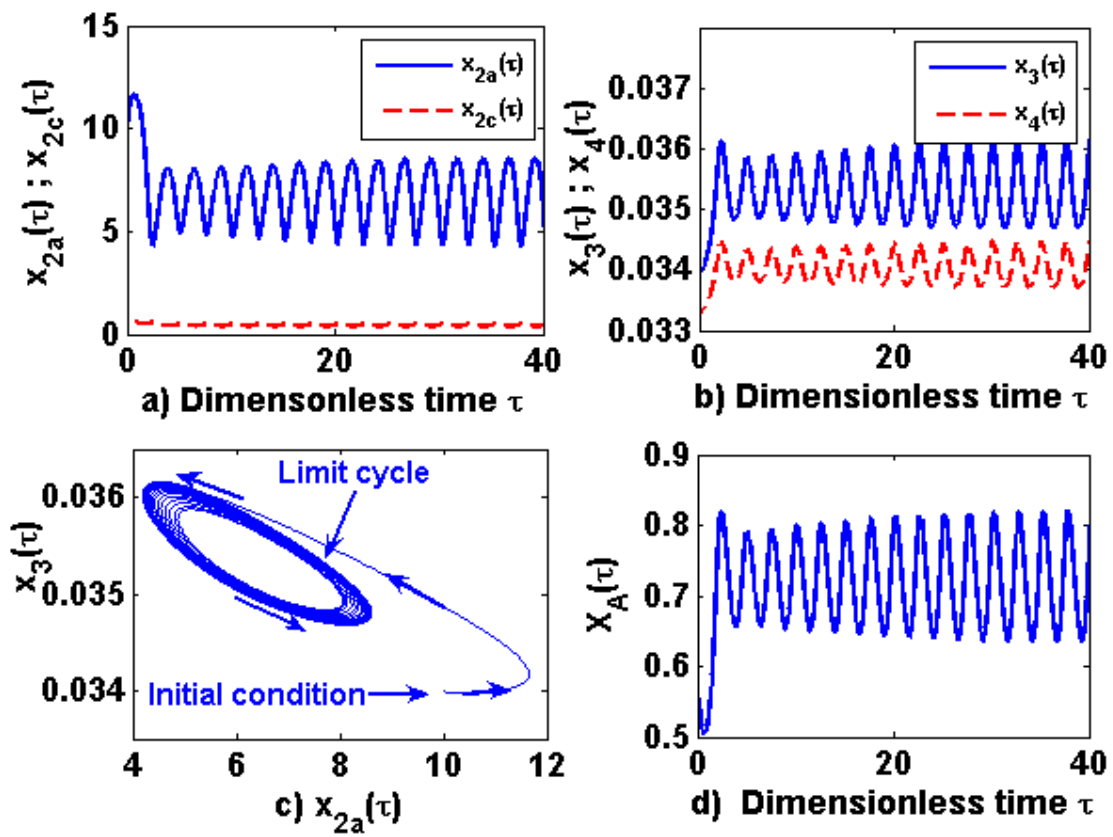 15
10
5
0
x2a(τ) ; x2c(τ)
x2a(τ)
x2c(τ)
0 20 40
a) Dimensonless time τ
0.037
0.036
0.035
0.034
0.033
x3(τ) ; x4(τ)
x3(τ)
x4(τ)
0 20 40
b) Dimensionless time τ
0.036
0.035
0.034
x3(τ)
Limit cycle
Initial condition
4 6 8 10 12
c) x2a(τ)
0.9
0.8
0.7
0.6
0.5
XA(τ)
0 20 40
d) Dimensionless time τ